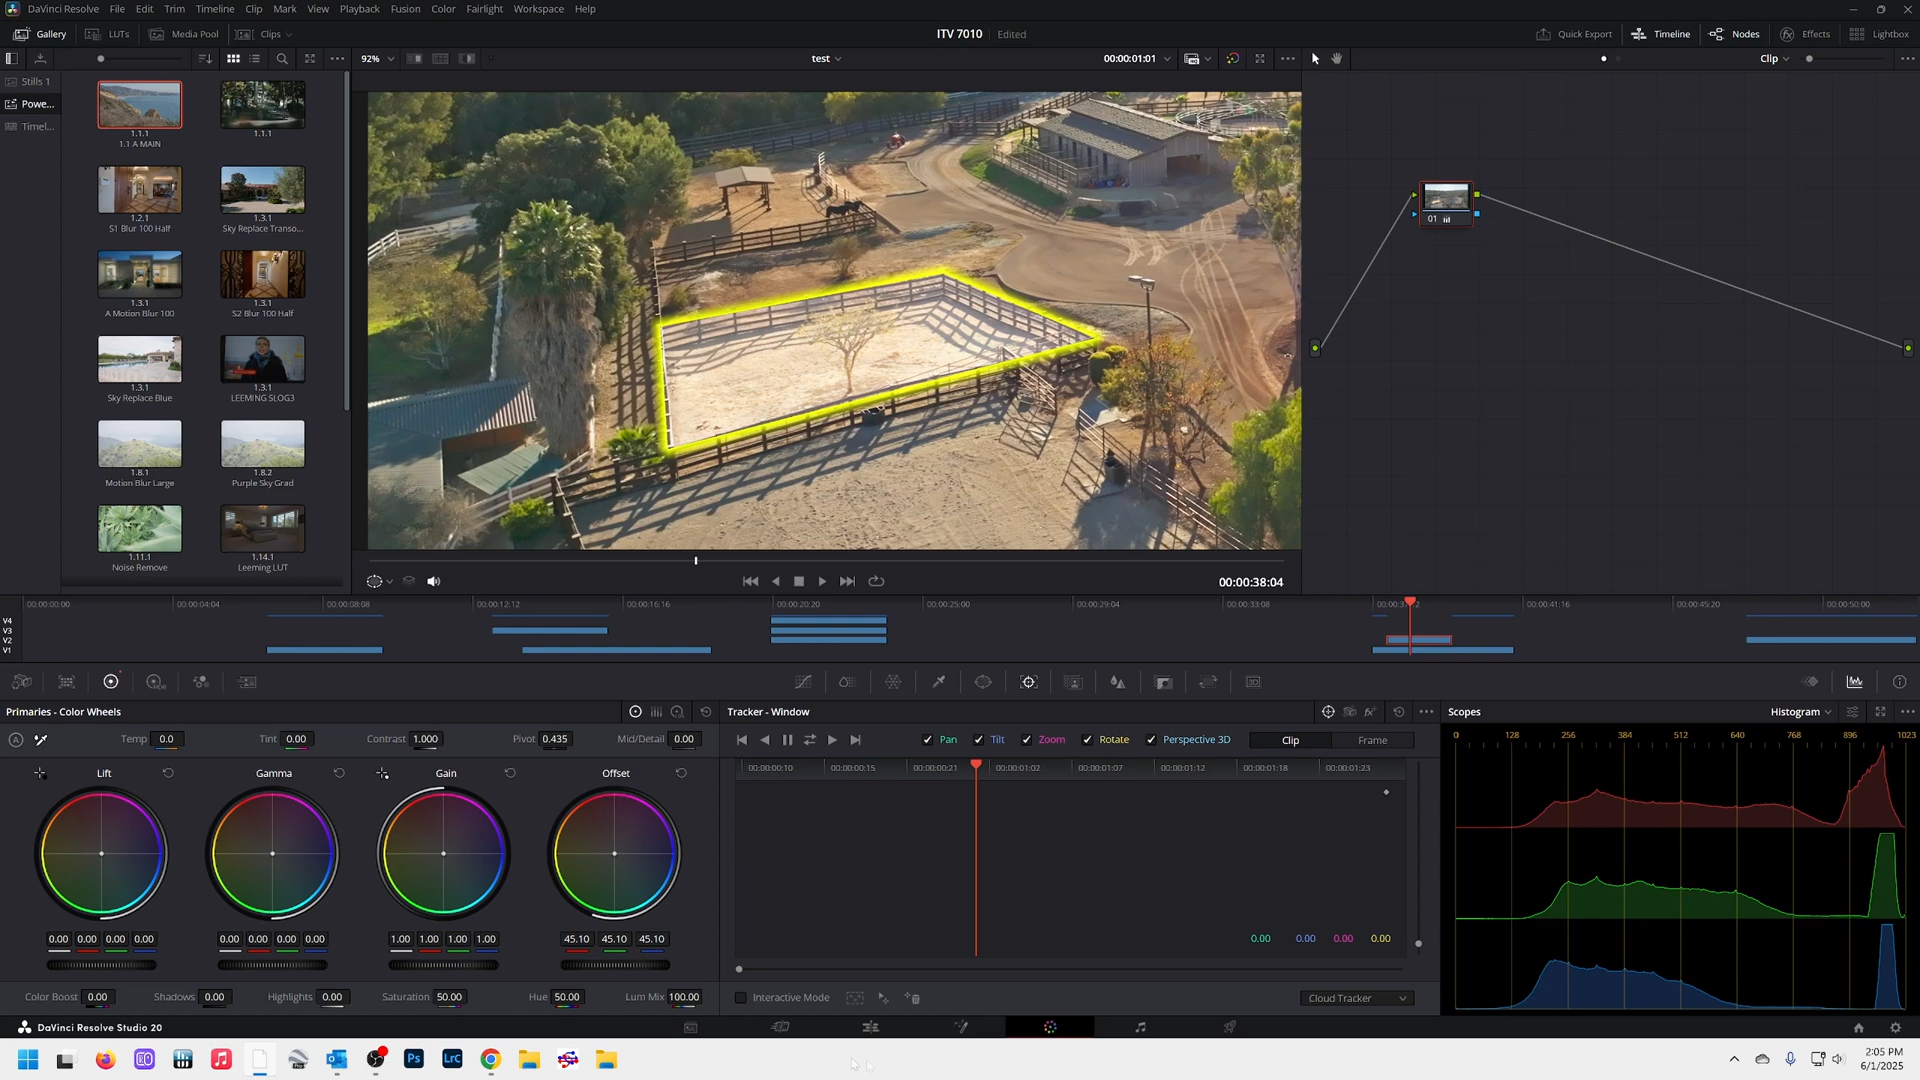 DaVinci Resolve File Edit Trim Timeline Clip Mark View Playback Fusion Color Fairlight Workspace Help
Gallery LUTs Media Pool Clips ITV 7010 Edited Quick Export Timeline Nodes Effects Lightbox
92% test 00:00:01:01 Clip
Stills 1
Powe...
Timel...
1.1.1 1.1.1
1.1 A MAIN
1.2.1 1.3.1
S1 Blur 100 Half Sky Replace Transo...
1.3.1 1.3.1
A Motion Blur 100 S2 Blur 100 Half
1.3.1 1.3.1
Sky Replace Blue LEEMING SLOG3
1.8.1 1.8.2
Motion Blur Large Purple Sky Grad
1.11.1 1.14.1
Noise Remove Leeming LUT
01
00:00:38:04
00:00:00:00 00:00:04:04 00:00:08:08 00:00:12:12 00:00:16:16 00:00:20:20 00:00:25:00 00:00:29:04 00:00:33:08 00:00:41:16 00:00:45:20 00:00:50:00
V4
V3
V2
V1
Primaries - Color Wheels Tracker - Window Scopes Histogram
Temp 0.0 Tint 0.00 Contrast 1.000 Pivot 0.435 Mid/Detail 0.00 Pan Tilt Zoom Rotate Perspective 3D Clip Frame
0 128 256 384 512 640 768 896 1023
Lift Gamma Gain Offset
00:00:00:10 00:00:00:15 00:00:00:21 00:00:01:02 00:00:01:07 00:00:01:12 00:00:01:18 00:00:01:23
0.00 0.00 0.00 0.00 0.00 0.00 0.00 0.00 1.00 1.00 1.00 1.00 45.10 45.10 45.10 0.00 0.00 0.00 0.00
Color Boost 0.00 Shadows 0.00 Highlights 0.00 Saturation 50.00 Hue 50.00 Lum Mix 100.00 Interactive Mode Cloud Tracker
DaVinci Resolve Studio 20
Ps LrC
2:05 PM
6/1/2025